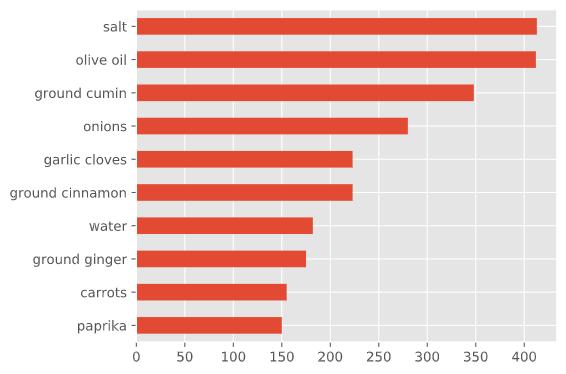 salt
olive oil
ground cumin
onions
garlic cloves
ground cinnamon
water
ground ginger
carrots
paprika
0 50 100 150 200 250 300 350 400